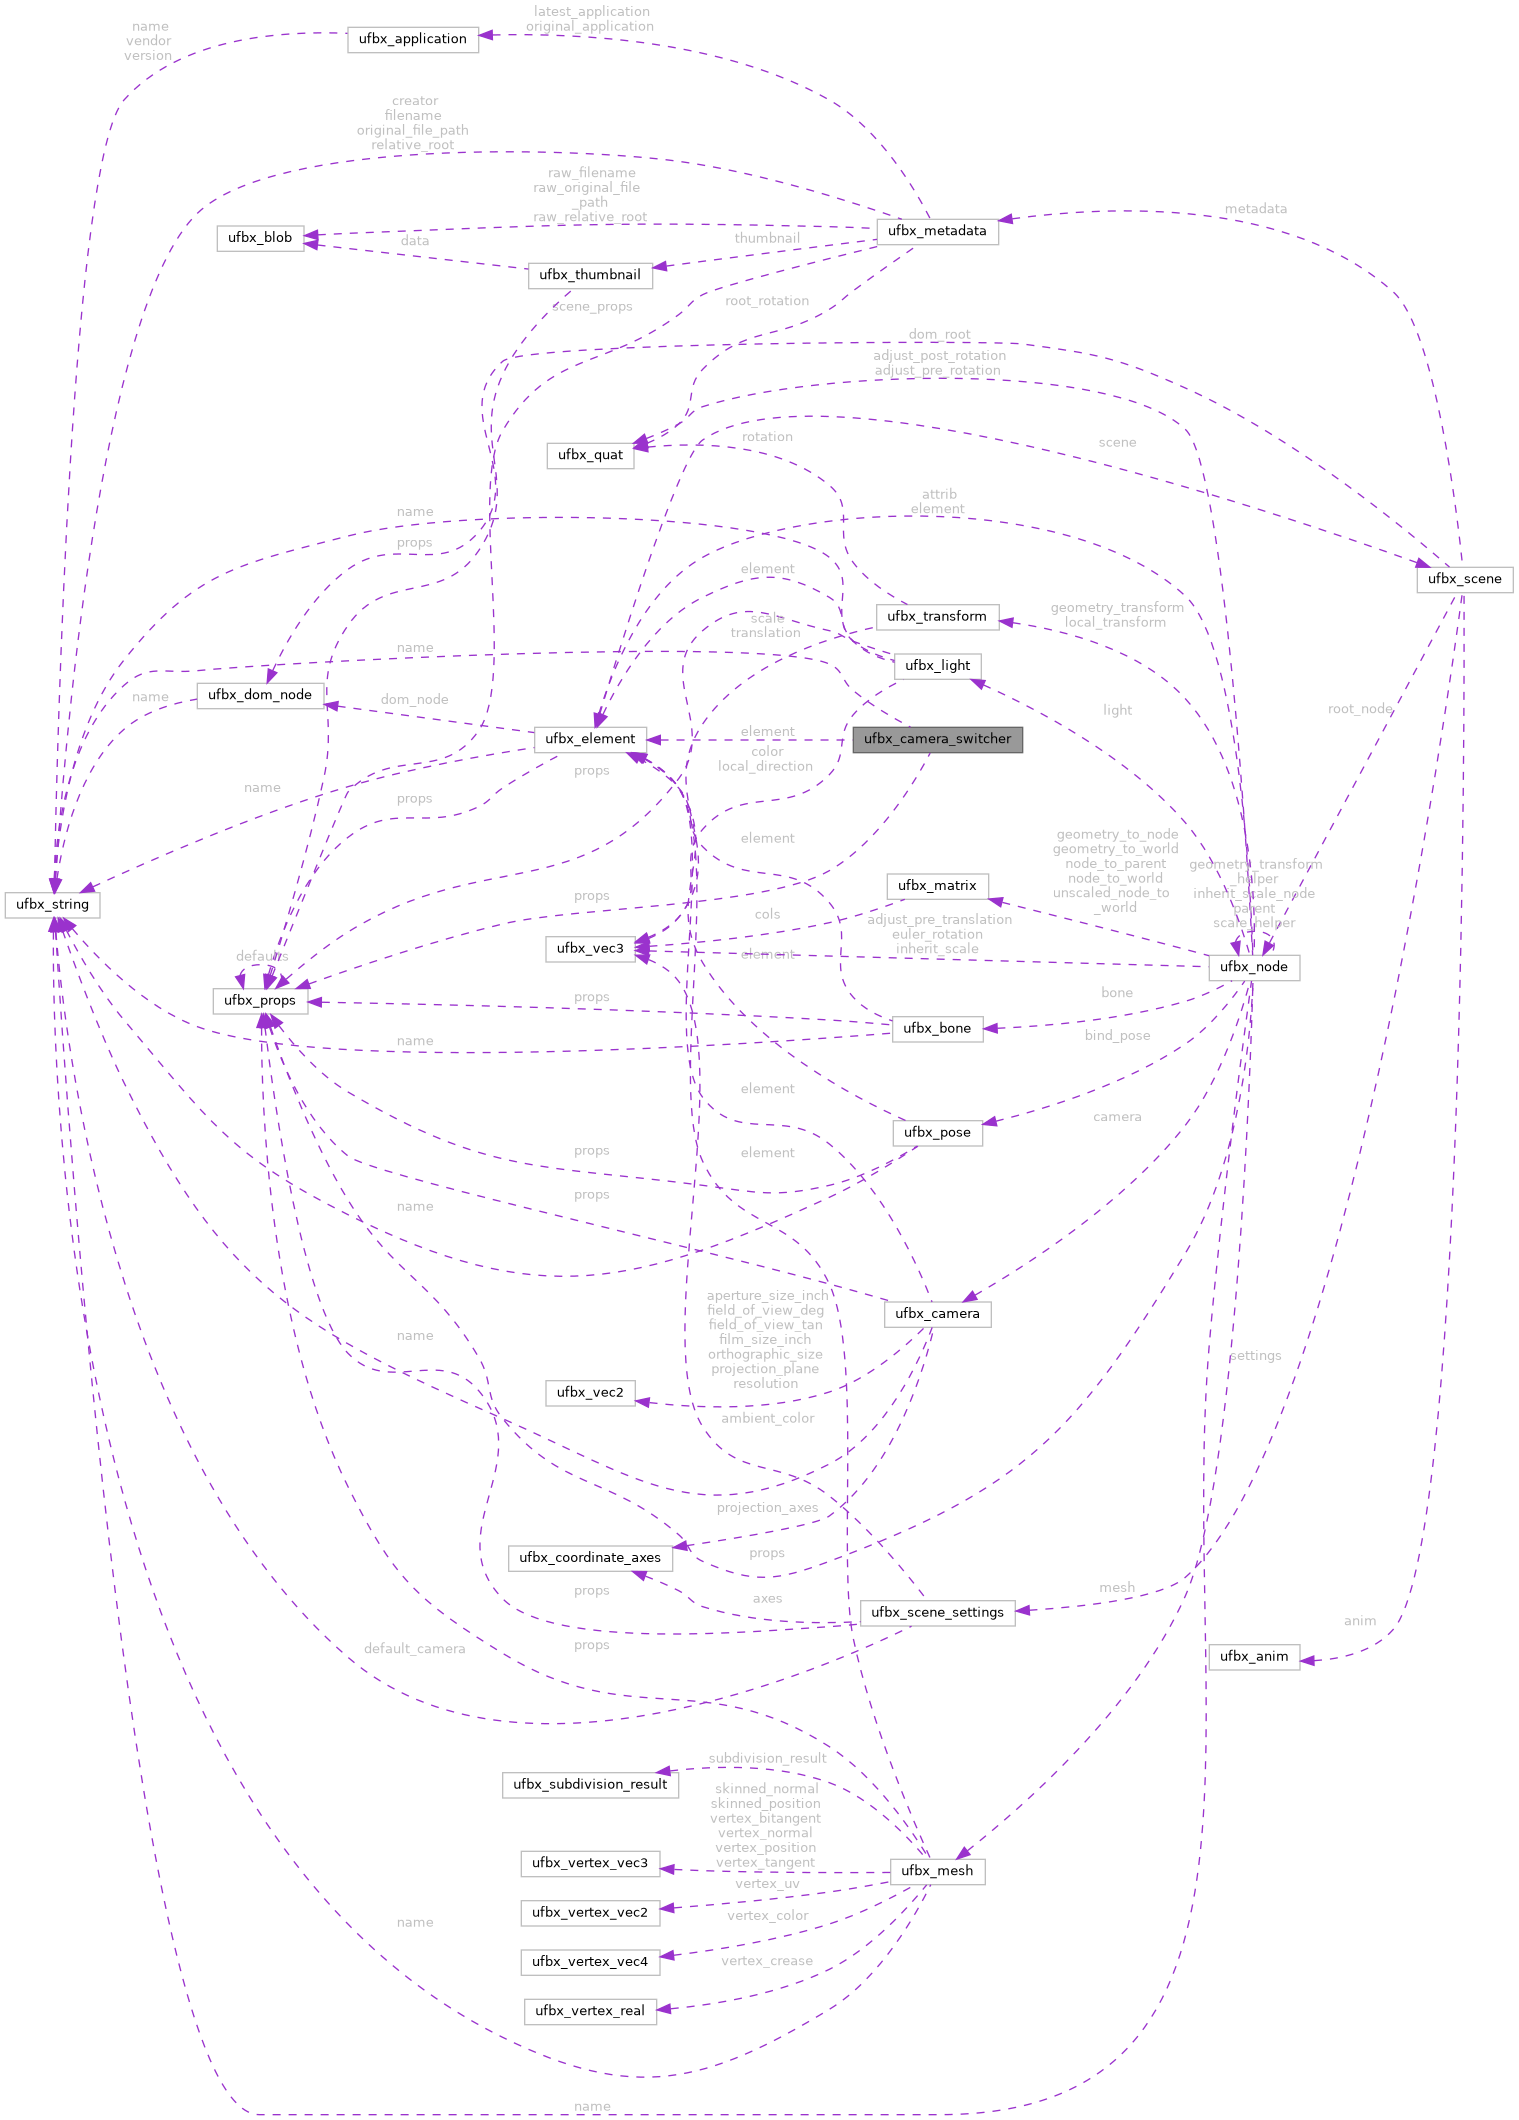 latest_application
original_application
name
vendor
version
ufbx_application
creator
filename
original_file_path
relative_root
raw_filename
raw_original_file
_path
raw_relative_root
metadata
ufbx_metadata
ufbx_blob
data
thumbnail
ufbx_thumbnail
scene_props
root_rotation
dom_root
adjust_post_rotation
adjust_pre_rotation
rotation
scene
ufbx_quat
attrib
element
name
props
element
ufbx_scene
geometry_transform
local_transform
ufbx_transform
scale
translation
name
ufbx_light
ufbx_dom_node
name
dom_node
light
root_node
ufbx_element
element
ufbx_camera_switcher
color
local_direction
props
name
props
element
geometry_to_node
geometry_to_world
node_to_parent
node_to_world
unscaled_node_to
_world
geometry_transform
_helper
inherit_scale_node
parent
scale_helper
ufbx_matrix
props
ufbx_string
cols
adjust_pre_translation
euler_rotation
inherit_scale
ufbx_vec3
defaults
element
ufbx_node
ufbx_props
props
bone
ufbx_bone
name
bind_pose
element
camera
ufbx_pose
props
element
props
name
aperture_size_inch
field_of_view_deg
field_of_view_tan
film_size_inch
orthographic_size
projection_plane
resolution
ufbx_camera
name
settings
ufbx_vec2
ambient_color
projection_axes
ufbx_coordinate_axes
props
props
axes
mesh
ufbx_scene_settings
anim
default_camera
props
ufbx_anim
subdivision_result
ufbx_subdivision_result
skinned_normal
skinned_position
vertex_bitangent
vertex_normal
vertex_position
vertex_tangent
ufbx_vertex_vec3
ufbx_mesh
vertex_uv
ufbx_vertex_vec2
name
vertex_color
ufbx_vertex_vec4
vertex_crease
ufbx_vertex_real
name